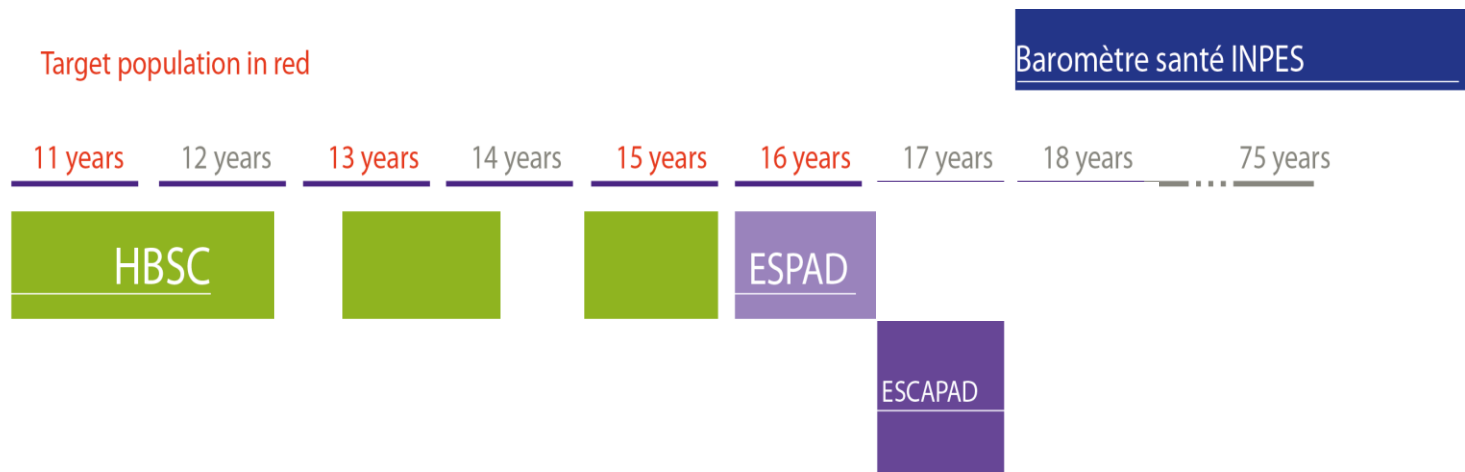 Baromètre santé INPES
Target population in red
11 years 12 years 13 years 14 years 15 years 16 years 17 years 18 years 75 years
HBSC
ESPAD
ESCAPAD